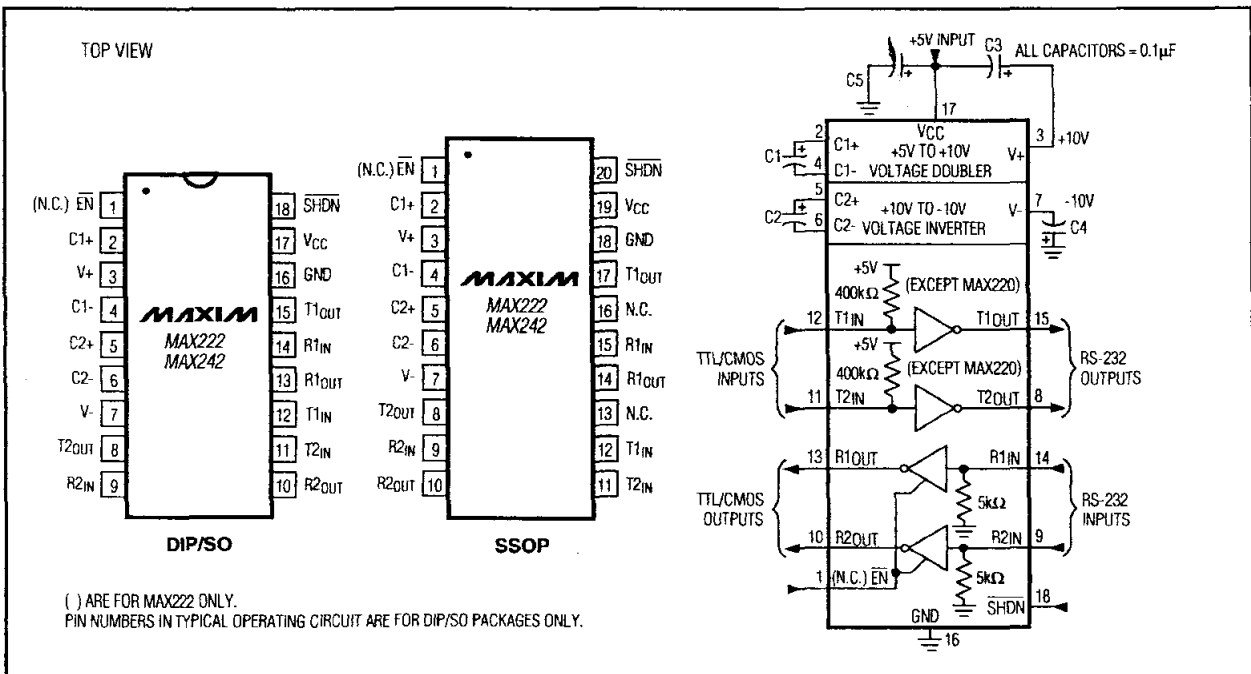 TOP VIEW
(N.C.) EN 1
C1+ 2
V+ 3
C1- 4
C2+ 5
C2- 6
V- 7
T2OUT 8
R2IN 9
18 SHDN
17 VCC
16 GND
15 T1OUT
14 R1IN
13 R1OUT
12 T1IN
11 T2IN
10 R2OUT
MAXIM
MAX222
MAX242
DIP/SO
(N.C.) EN 1
C1+ 2
V+ 3
C1- 4
C2+ 5
C2- 6
V- 7
T2OUT 8
R2IN 9
R2OUT 10
20 SHDN
19 VCC
18 GND
17 T1OUT
16 N.C.
15 R1IN
14 R1OUT
13 N.C.
12 T1IN
11 T2IN
MAXIM
MAX222
MAX242
SSOP
( ) ARE FOR MAX222 ONLY.
PIN NUMBERS IN TYPICAL OPERATING CIRCUIT ARE FOR DIP/SO PACKAGES ONLY.
+5V INPUT
C3
ALL CAPACITORS = 0.1µF
C5
+
+
17
VCC
2 C1+
+5V TO +10V
V+ 3 +10V
C1 +
4 C1-
VOLTAGE DOUBLER
5 C2+
+10V TO -10V
V- 7 -10V
C2 +
6 C2-
VOLTAGE INVERTER
C4
+
+5V
400kΩ
(EXCEPT MAX220)
12 T1IN
T1OUT 15
+5V
400kΩ
(EXCEPT MAX220)
TTL/CMOS
INPUTS
RS-232
OUTPUTS
11 T2IN
T2OUT 8
13 R1OUT
R1IN 14
5kΩ
TTL/CMOS
OUTPUTS
RS-232
INPUTS
10 R2OUT
R2IN 9
5kΩ
1 (N.C.) EN
SHDN 18
GND
16